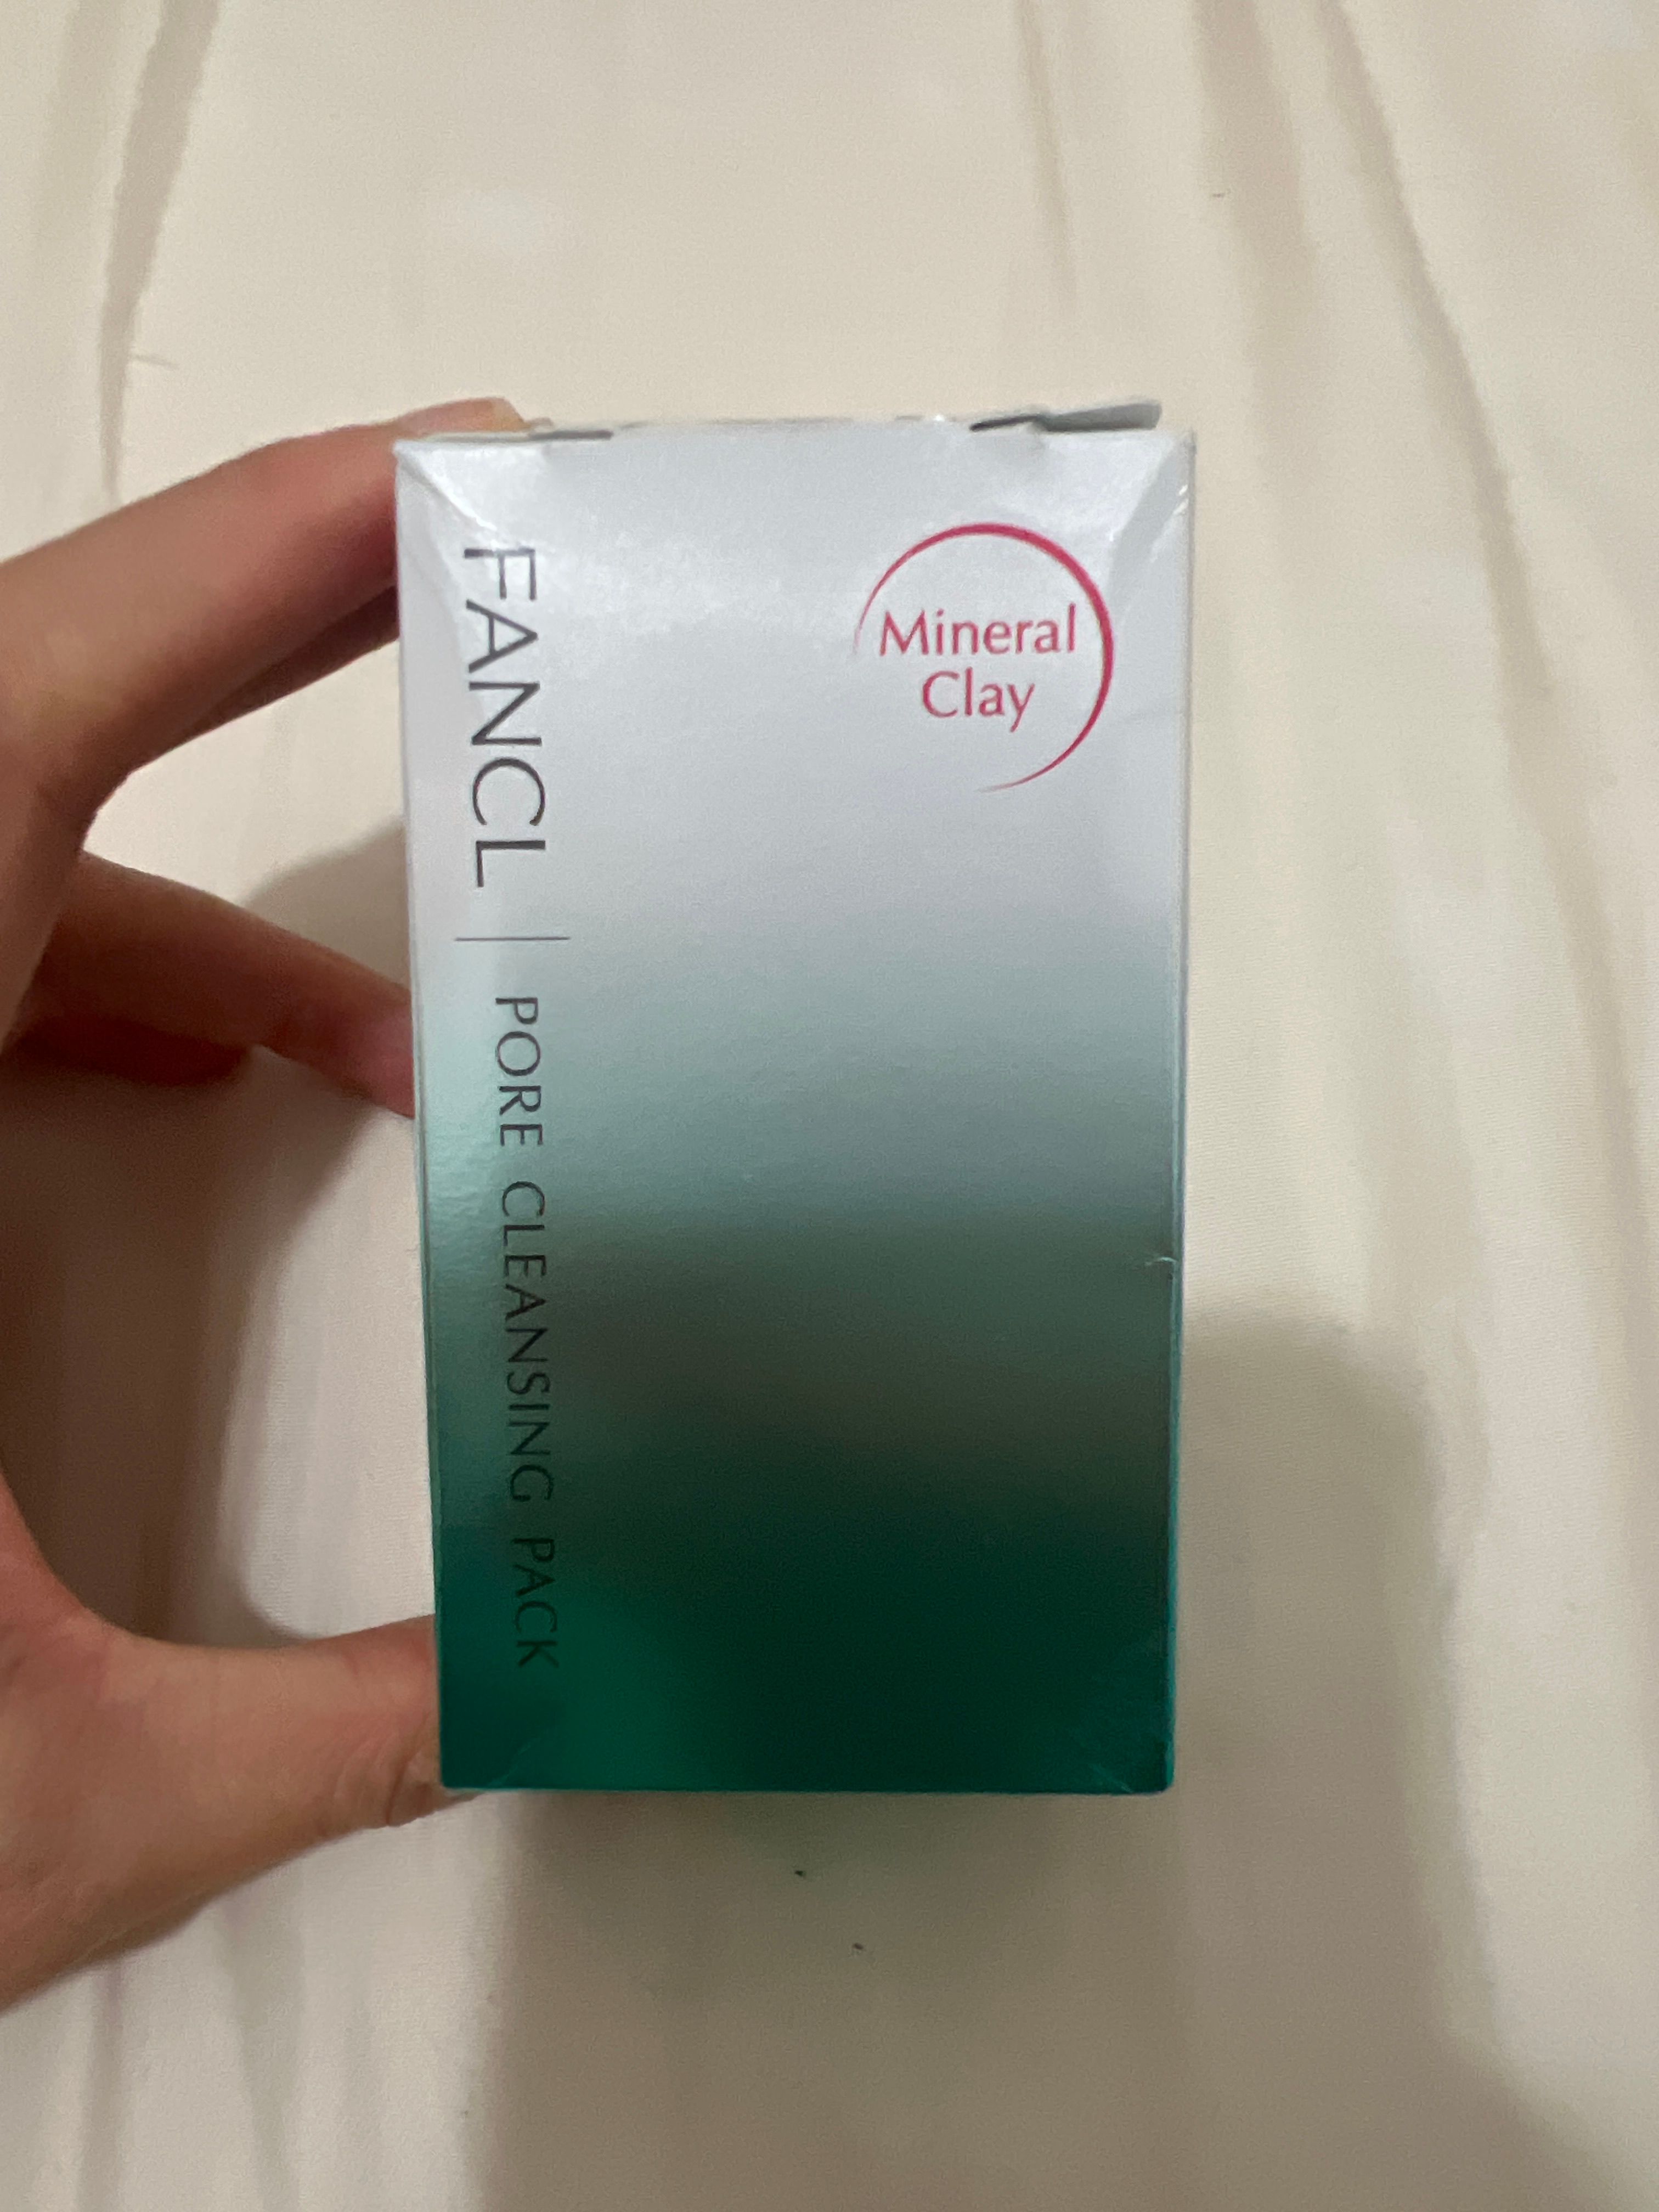 Mineral
Clay
FANCL | PORE CLEANSING PACK